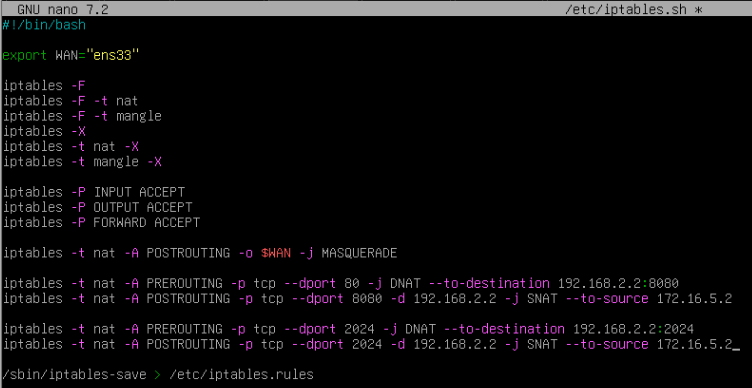 GNU nano 7.2 /etc/iptables.sh *
#!/bin/bash
export WAN="ens33"
iptables -F
iptables -F -t nat
iptables -F -t mangle
iptables -X
iptables -t nat -X
iptables -t mangle -X
iptables -P INPUT ACCEPT
iptables -P OUTPUT ACCEPT
iptables -P FORWARD ACCEPT
iptables -t nat -A POSTROUTING -o $WAN -j MASQUERADE
iptables -t nat -A PREROUTING -p tcp --dport 80 -j DNAT --to-destination 192.168.2.2:8080
iptables -t nat -A POSTROUTING -p tcp --dport 8080 -d 192.168.2.2 -j SNAT --to-source 172.16.5.2
iptables -t nat -A PREROUTING -p tcp --dport 2024 -j DNAT --to-destination 192.168.2.2:2024
iptables -t nat -A POSTROUTING -p tcp --dport 2024 -d 192.168.2.2 -j SNAT --to-source 172.16.5.2_
/sbin/iptables-save > /etc/iptables.rules